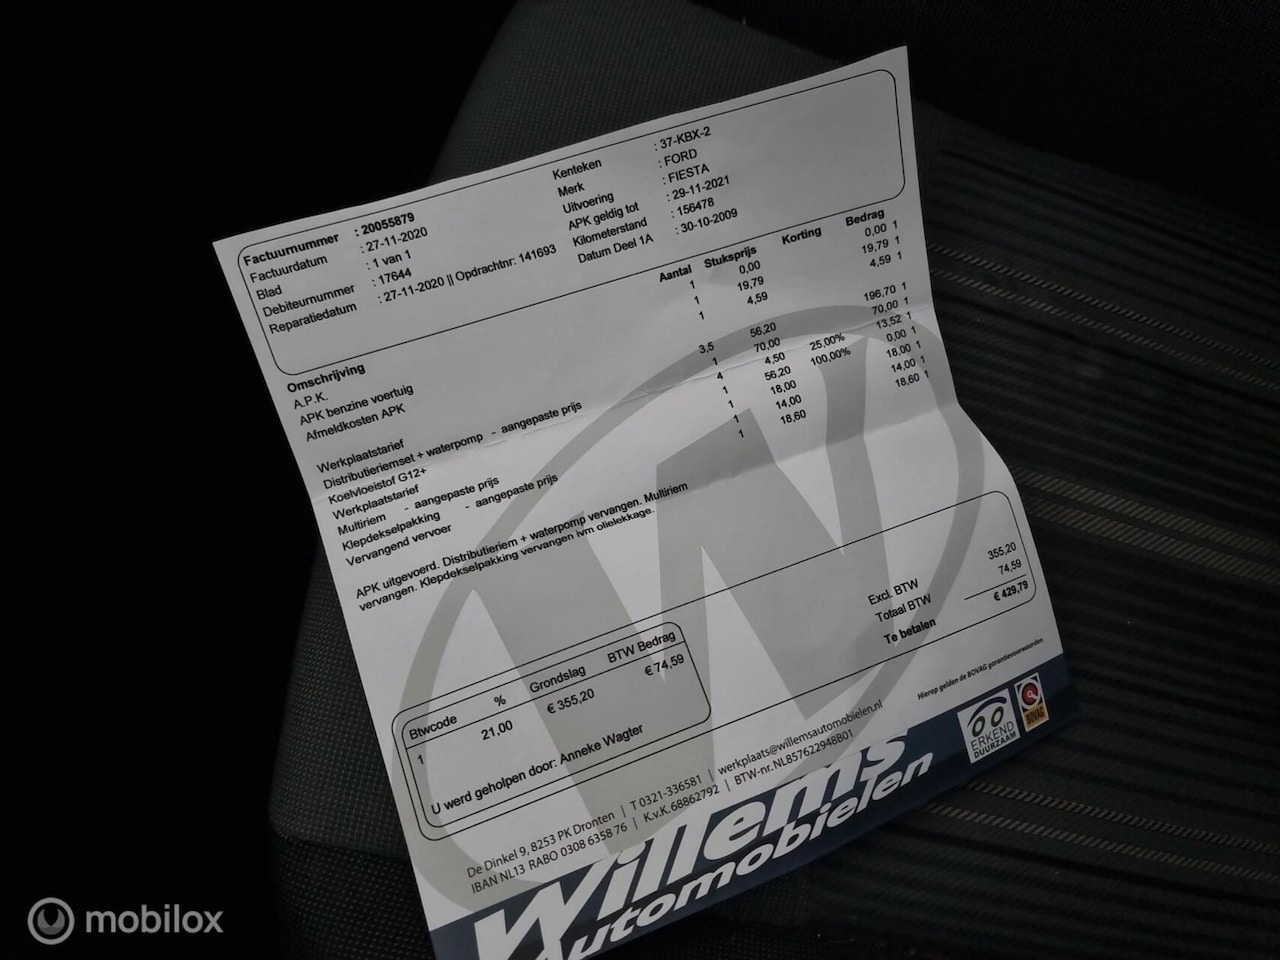 Factuurnummer : 20055879
Factuurdatum : 27-11-2020
Blad : 1 van 1
Debiteurnummer : 17644
Reparatiedatum : 27-11-2020 || Opdrachtnr: 141693
Kenteken : 37-KBX-2
Merk : FORD
Uitvoering : FIESTA
APK geldig tot : 29-11-2021
Kilometerstand : 156478
Datum Deel 1A : 30-10-2009
Omschrijving Aantal Stuksprijs Korting Bedrag
A.P.K. 1 0,00 0,00 1
APK benzine voertuig 1 19,79 19,79 1
Afmeldkosten APK 1 4,59 4,59 1
Werkplaatstarief 3,5 56,20 196,70 1
Distributieriemset + waterpomp - aangepaste prijs 1 70,00 70,00 1
Koelvloeistof G12+ 4 4,50 25,00% 13,52 1
Werkplaatstarief 1 56,20 100,00% 0,00 1
Multiriem - aangepaste prijs 1 18,00 18,00 1
Klepdekselpakking - aangepaste prijs 1 14,00 14,00 1
Vervangend vervoer 1 18,60 18,60 1
APK uitgevoerd. Distributieriem + waterpomp vervangen. Multiriem
vervangen. Klepdekselpakking vervangen ivm olielekkage.
Excl. BTW 355,20
Totaal BTW 74,59
Te betalen € 429,79
Btwcode % Grondslag BTW Bedrag
1 21,00 € 355,20 € 74,59
U werd geholpen door: Anneke Wagter
Hierop gelden de BOVAG garantievoorwaarden
De Dinkel 9, 8253 PK Dronten | T 0321-336581 | werkplaats@willemsautomobielen.nl
IBAN NL13 RABO 0308 6358 76 | K.v.K. 68862792 | BTW-nr. NL857622948B01
ERKEND
DUURZAAM
BOVAG
Willems
Automobielen
mobilox